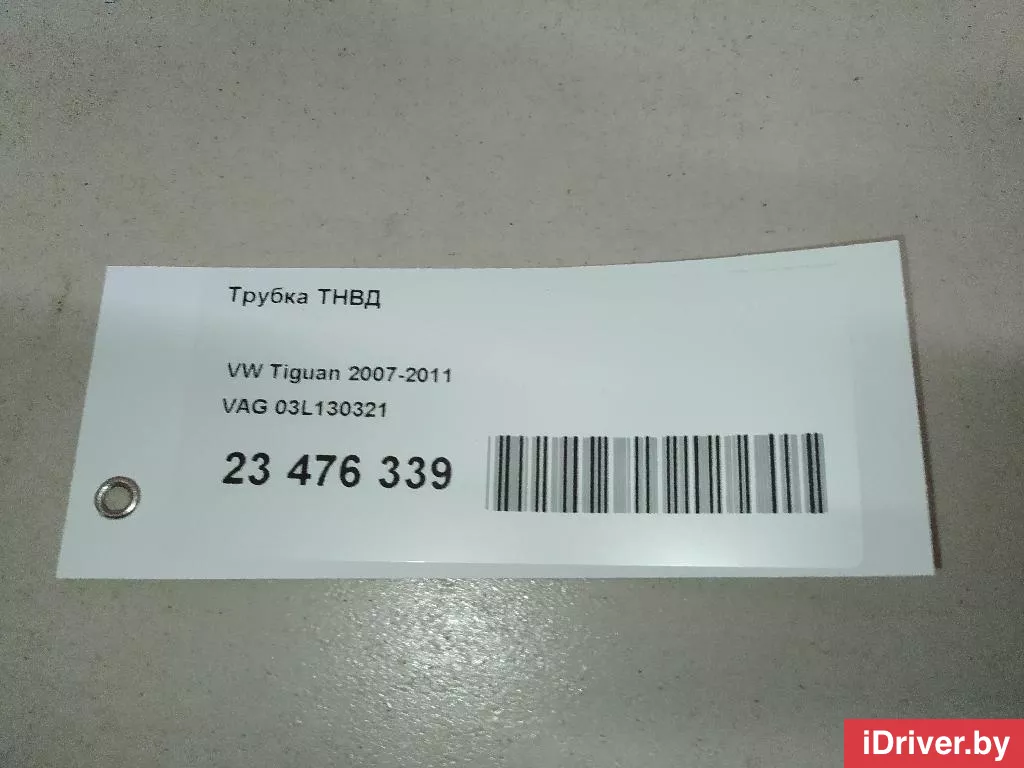 Трубка ТНВД
VW Tiguan 2007-2011
VAG 03L130321
23 476 339
iDriver.by